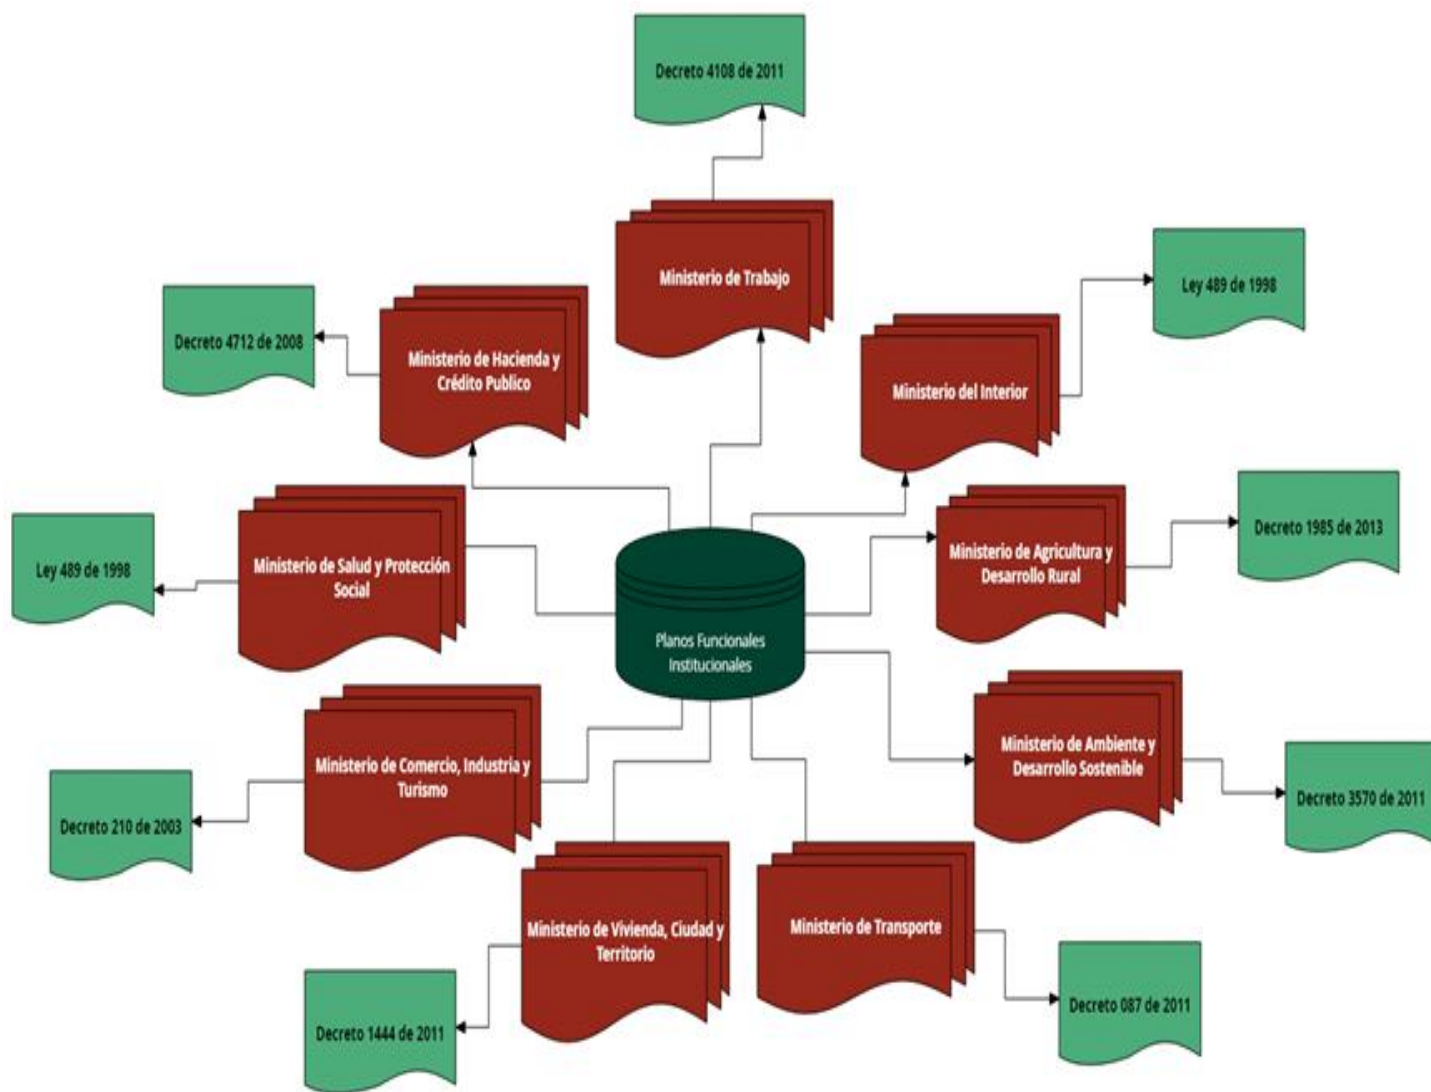 Decreto 4108 de 2011
Ministerio de Trabajo
Ley 489 de 1998
Decreto 4712 de 2008
Ministerio de Hacienda y
Crédito Publico
Ministerio del Interior
Ley 489 de 1998
Ministerio de Salud y Protección
Social
Ministerio de Agricultura y
Desarrollo Rural
Decreto 1985 de 2013
Planos Funcionales
Institucionales
Ministerio de Comercio, Industria y
Turismo
Ministerio de Ambiente y
Desarrollo Sostenible
Decreto 210 de 2003
Decreto 3570 de 2011
Ministerio de Vivienda, Ciudad y
Territorio
Ministerio de Transporte
Decreto 1444 de 2011
Decreto 087 de 2011